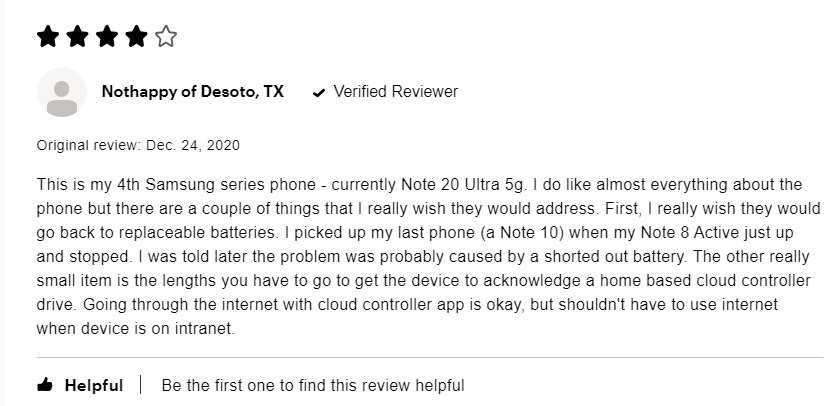 Nothappy of Desoto, TX Verified Reviewer
Original review: Dec. 24, 2020
This is my 4th Samsung series phone - currently Note 20 Ultra 5g. I do like almost everything about the
phone but there are a couple of things that I really wish they would address. First, I really wish they would
go back to replaceable batteries. I picked up my last phone (a Note 10) when my Note 8 Active just up
and stopped. I was told later the problem was probably caused by a shorted out battery. The other really
small item is the lengths you have to go to get the device to acknowledge a home based cloud controller
drive. Going through the internet with cloud controller app is okay, but shouldn't have to use internet
when device is on intranet.
Helpful Be the first one to find this review helpful